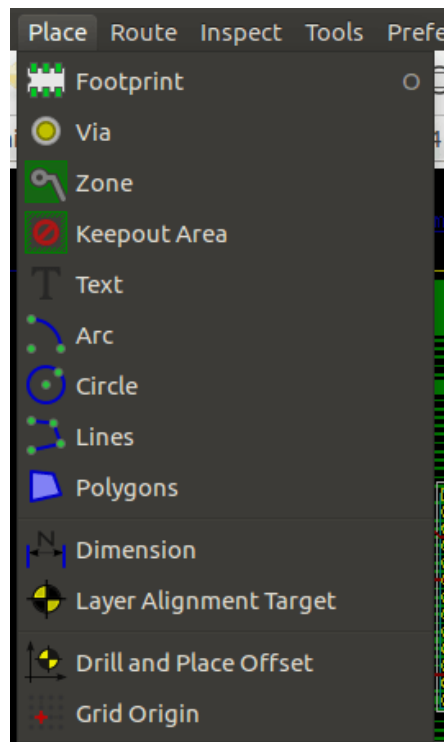 Place Route Inspect Tools Prefe
Footprint O
Via
Zone
Keepout Area
T Text
Arc
Circle
Lines
Polygons
N Dimension
Layer Alignment Target
Drill and Place Offset
Grid Origin